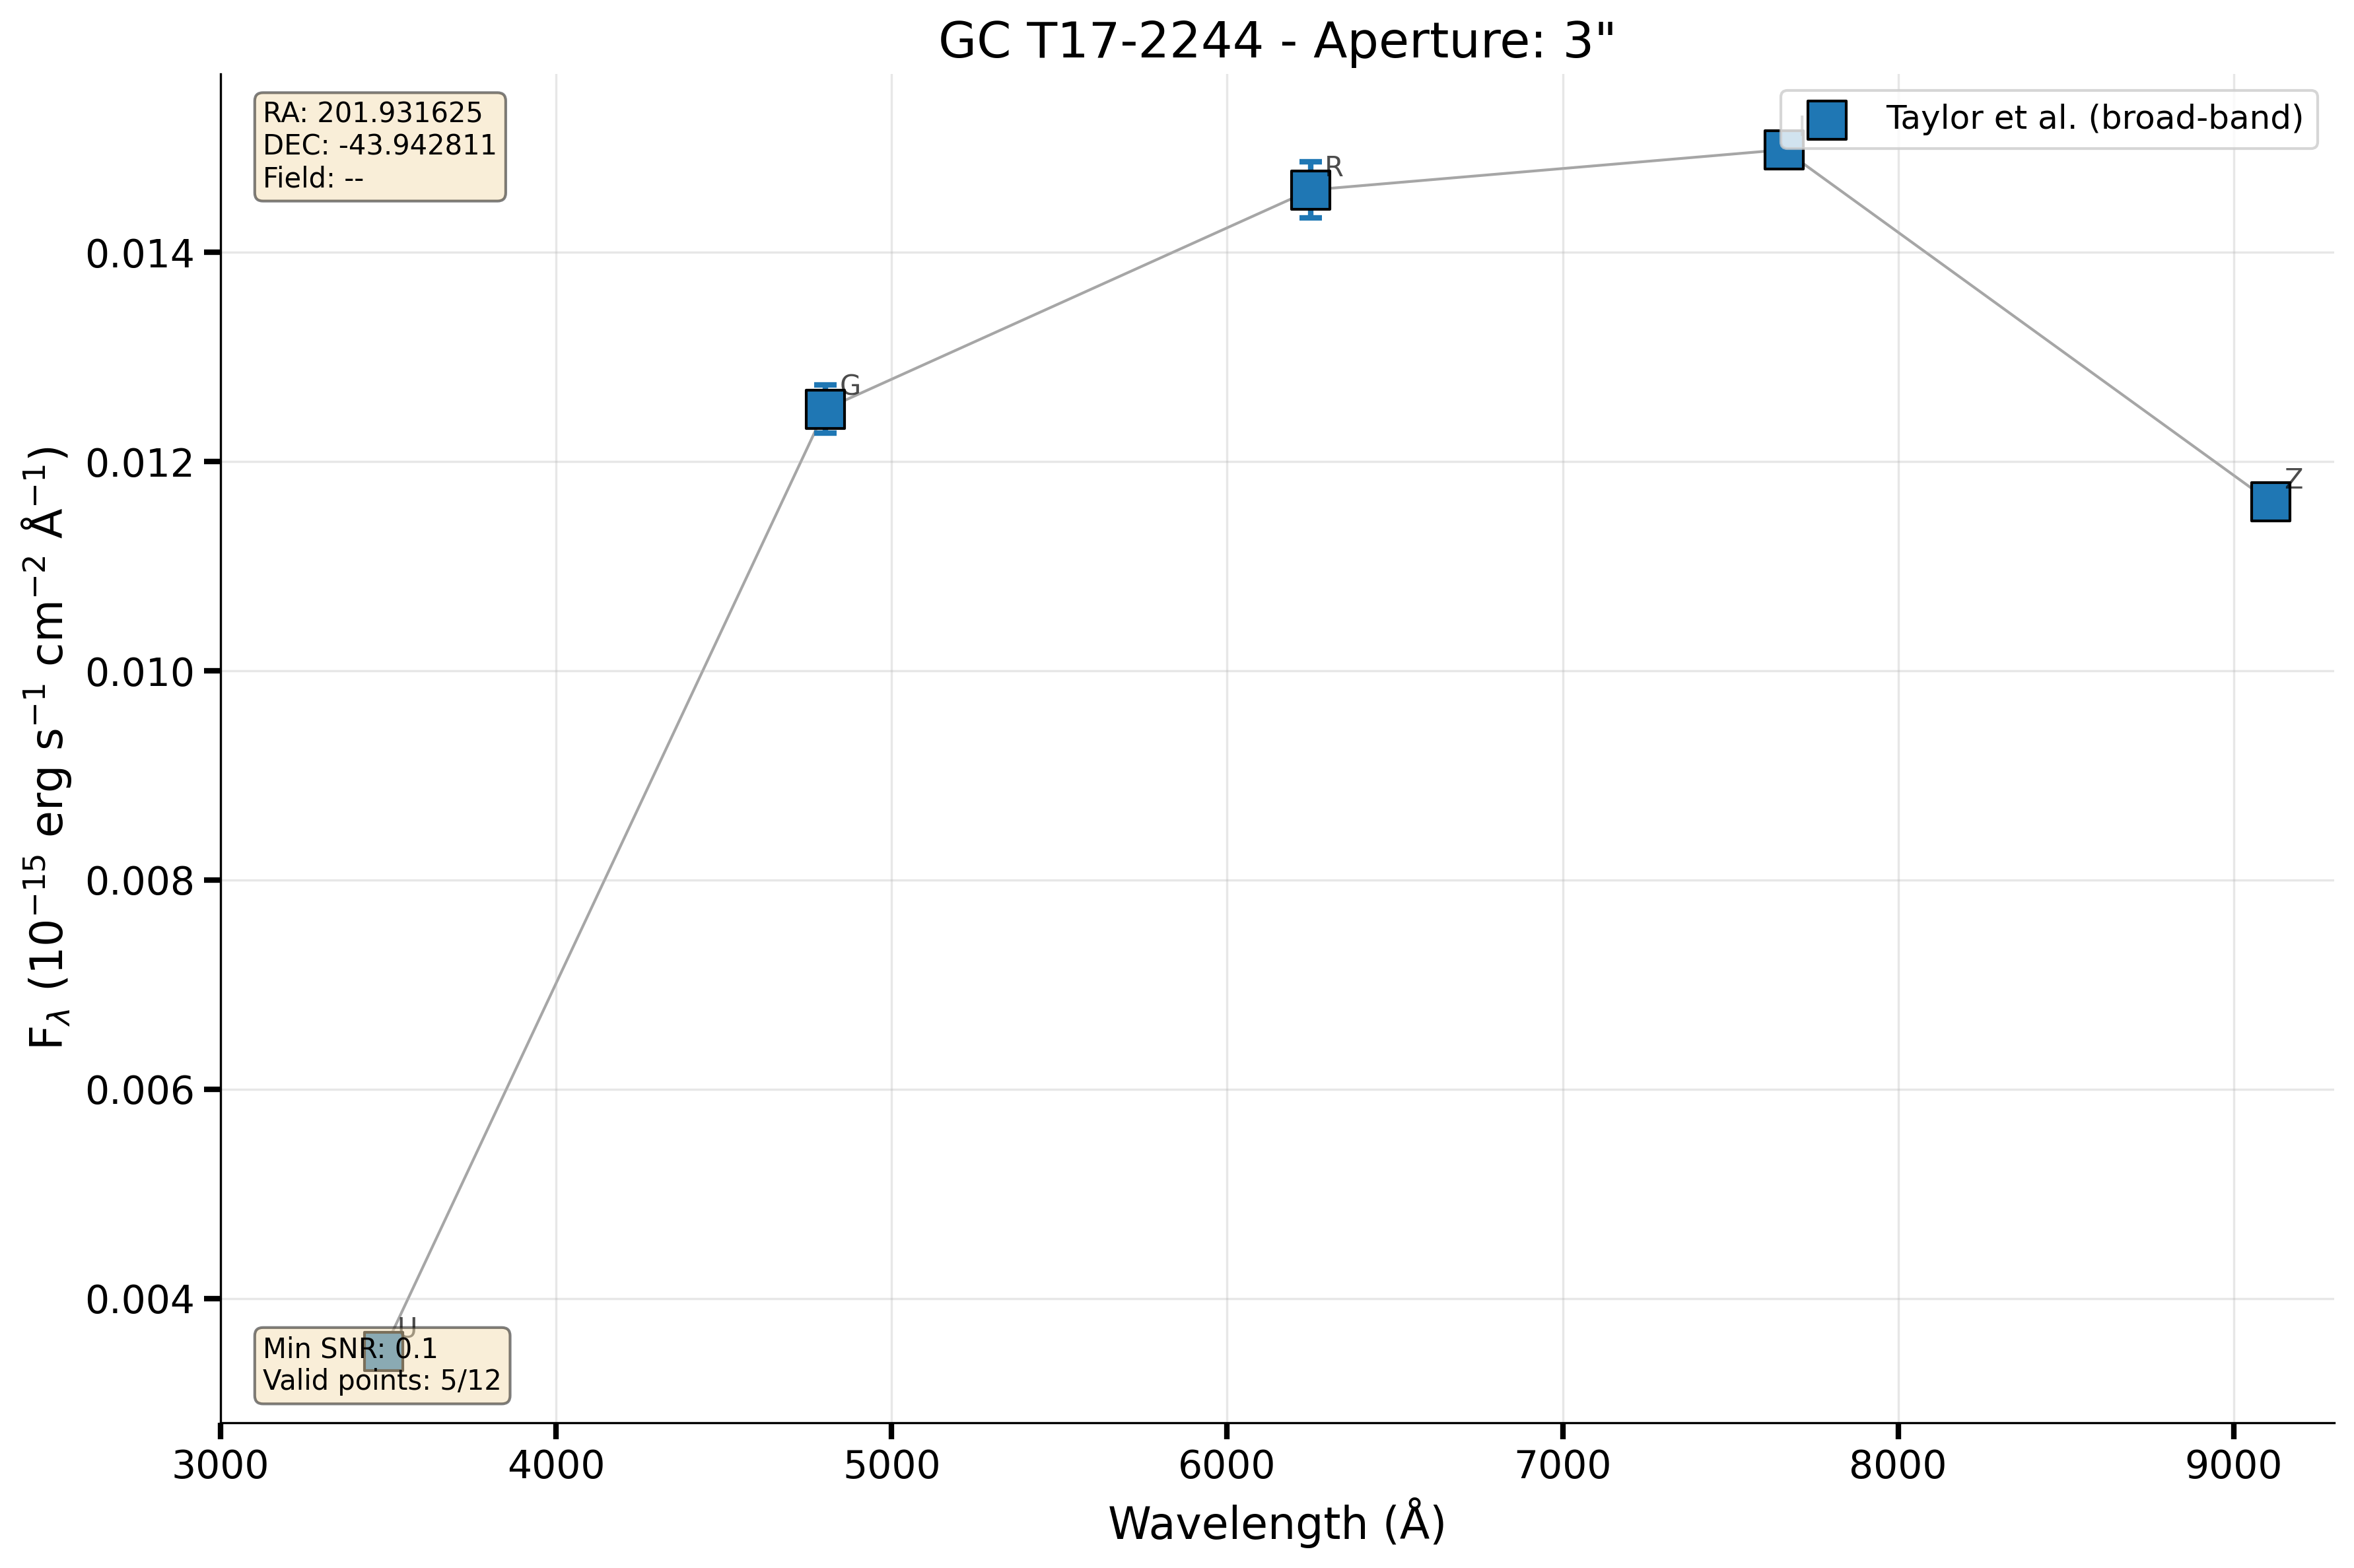 GC T17-2244 - Aperture: 3"
RA: 201.931625
DEC: -43.942811
Field: --
Taylor et al. (broad-band)
R
G
Z
U
Min SNR: 0.1
Valid points: 5/12
0.014
0.012
0.010
0.008
0.006
0.004
F_λ (10⁻¹⁵ erg s⁻¹ cm⁻² Å⁻¹)
3000 4000 5000 6000 7000 8000 9000
Wavelength (Å)